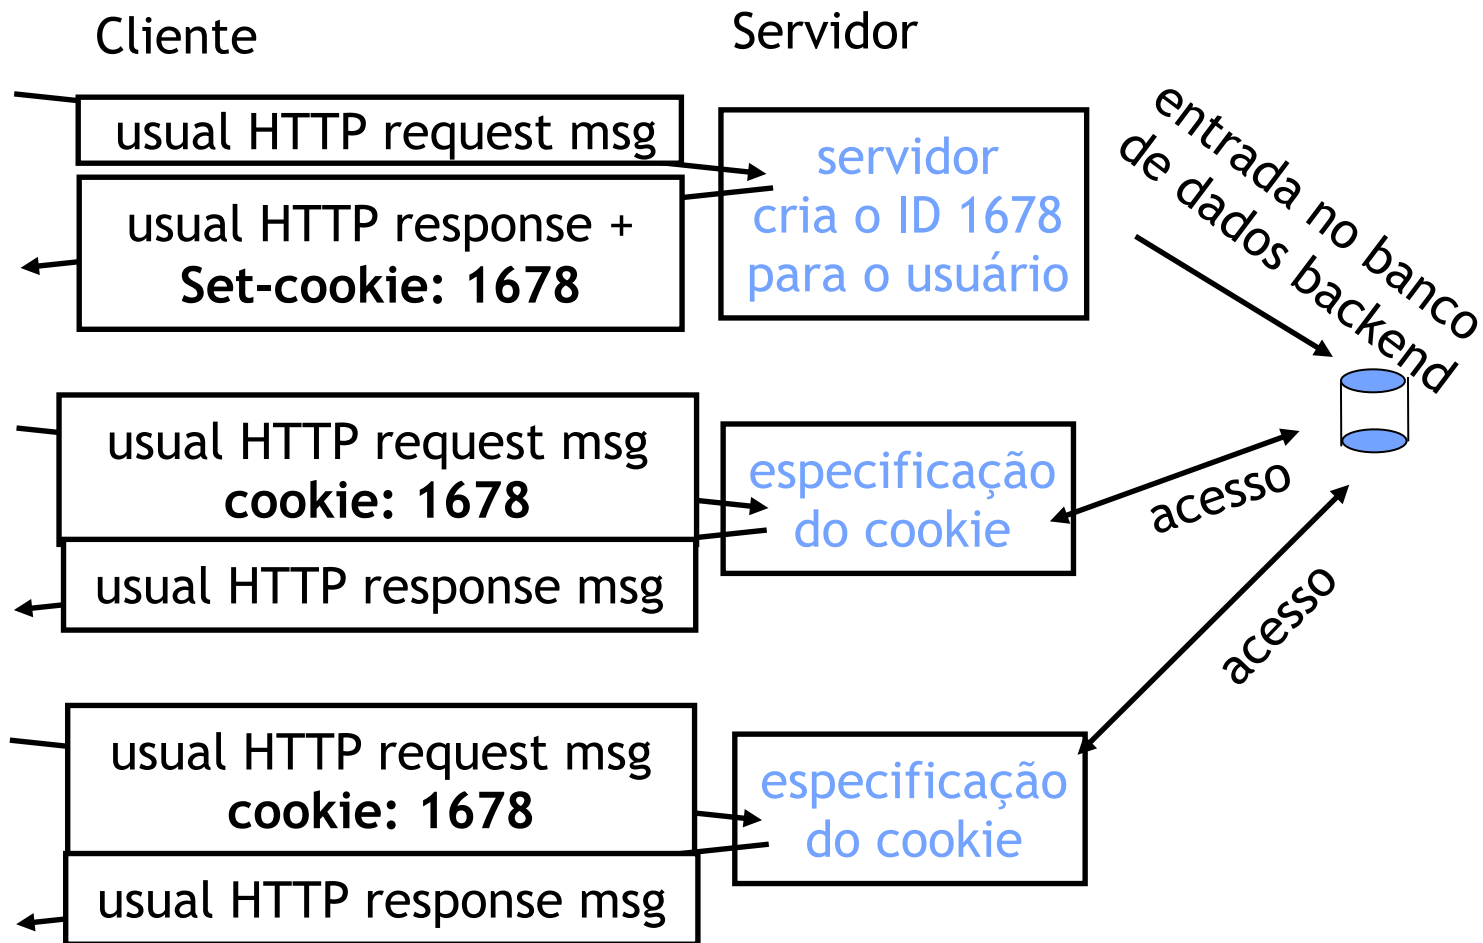 Cliente
Servidor
usual HTTP request msg
servidor
cria o ID 1678
para o usuário
usual HTTP response +
Set-cookie: 1678
entrada no banco
de dados backend
usual HTTP request msg
cookie: 1678
especificação
do cookie
acesso
usual HTTP response msg
acesso
usual HTTP request msg
cookie: 1678
especificação
do cookie
usual HTTP response msg